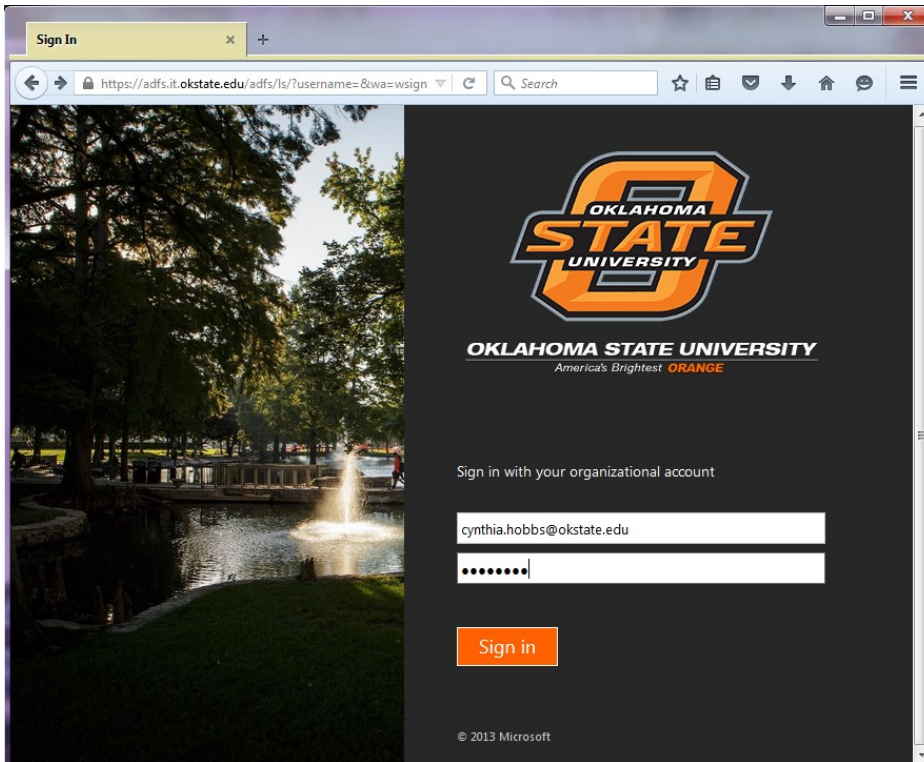 Sign In
https://adfs.it.okstate.edu/adfs/ls/?username=&wa=wsign
Search
OKLAHOMA
STATE
UNIVERSITY
OKLAHOMA STATE UNIVERSITY
America's Brightest ORANGE
Sign in with your organizational account
cynthia.hobbs@okstate.edu
••••••••
Sign in
© 2013 Microsoft